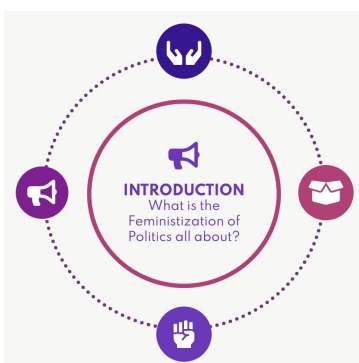 INTRODUCTION
What is the
Feministization of
Politics all about?